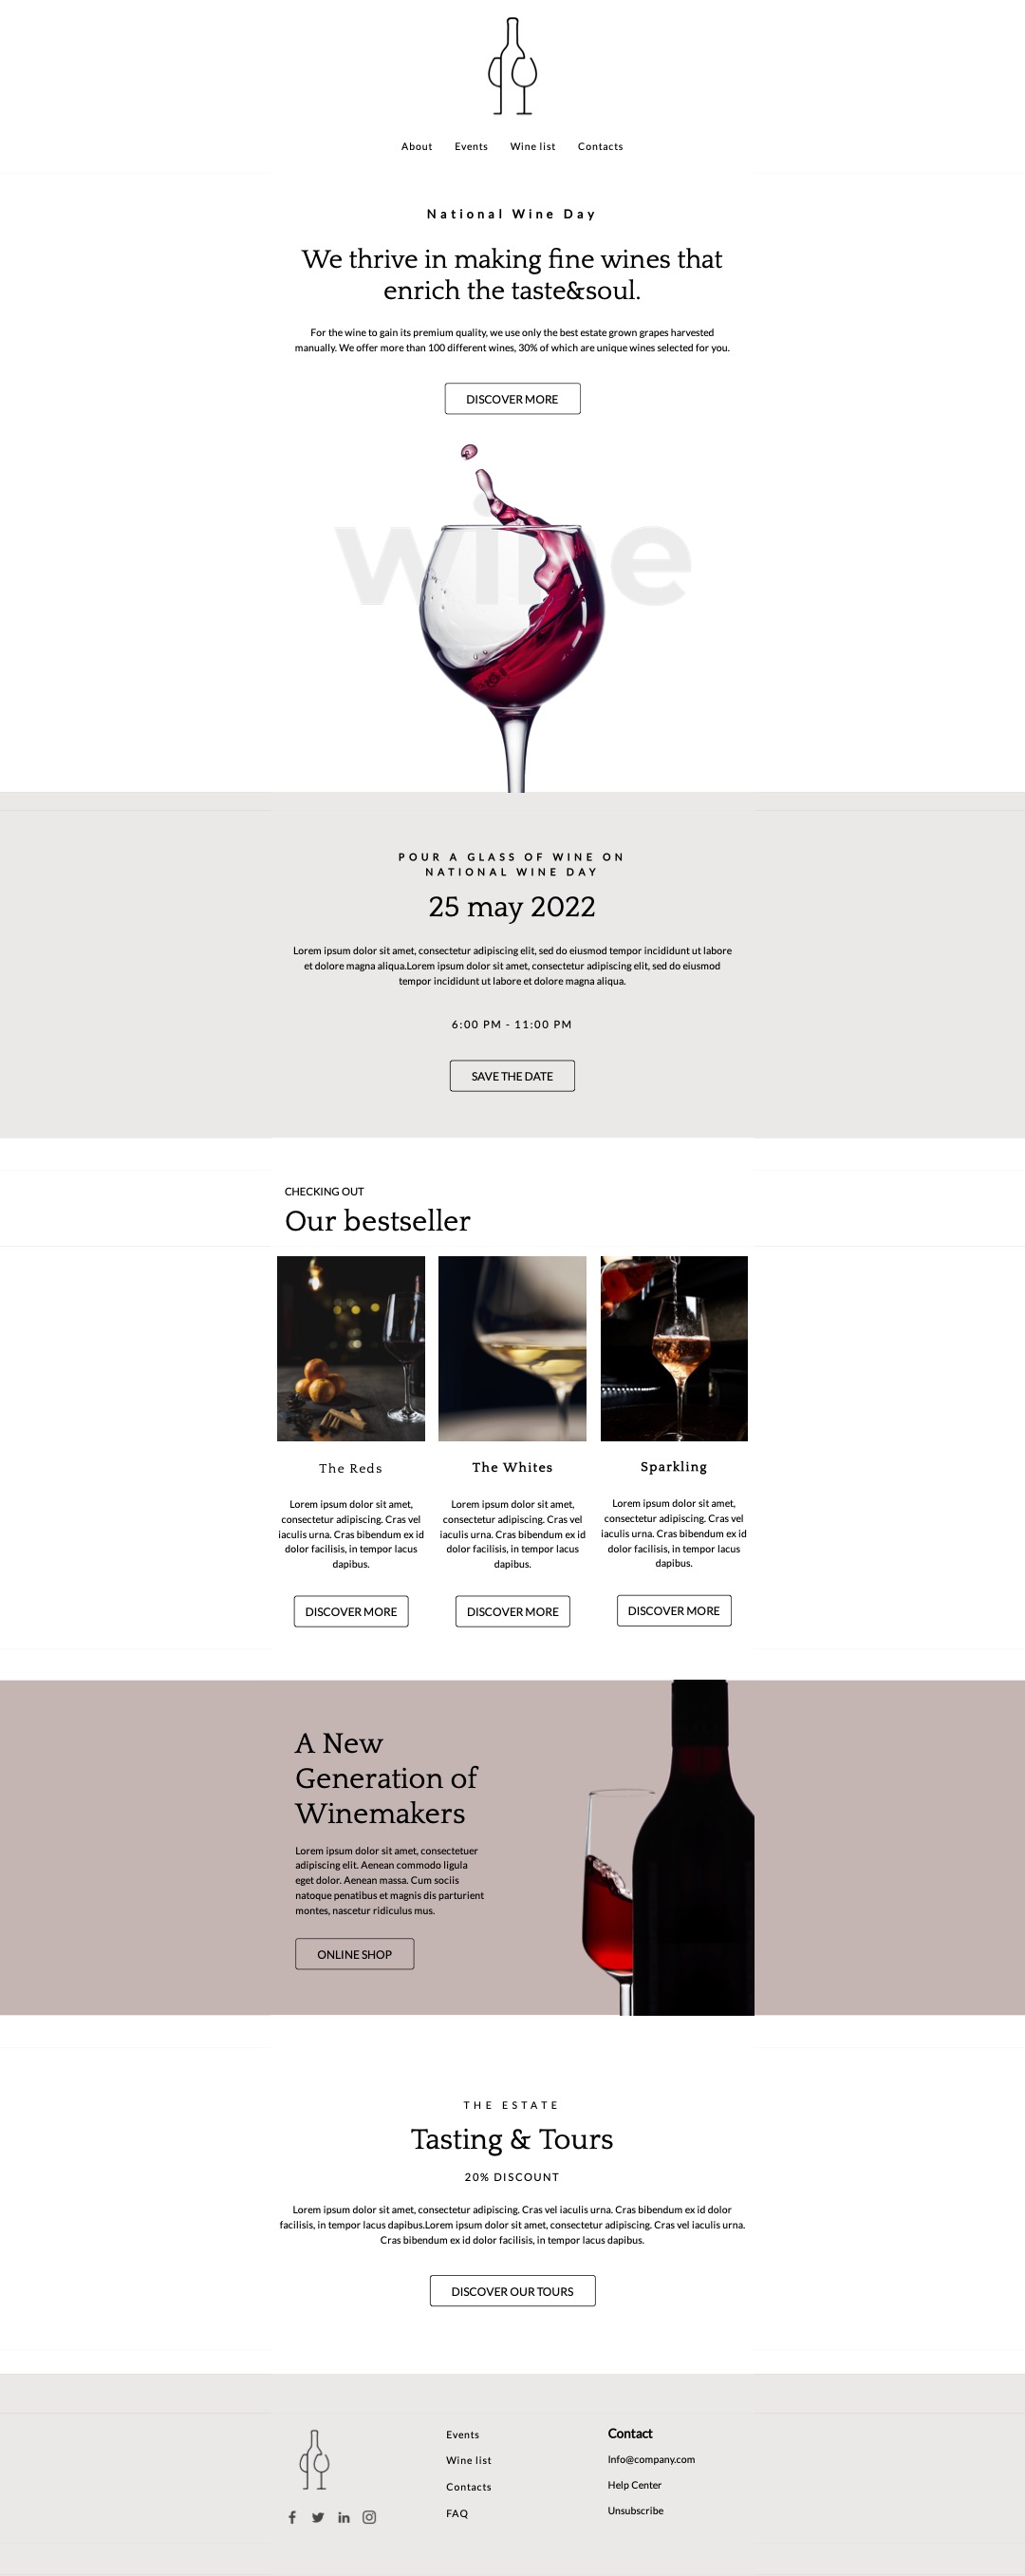 About Events Wine list Contacts
National Wine Day
We thrive in making fine wines that
enrich the taste&soul.
For the wine to gain its premium quality, we use only the best estate grown grapes harvested
manually. We offer more than 100 different wines, 30% of which are unique wines selected for you.
DISCOVER MORE
wine
POUR A GLASS OF WINE ON
NATIONAL WINE DAY
25 may 2022
Lorem ipsum dolor sit amet, consectetur adipiscing elit, sed do eiusmod tempor incididunt ut labore
et dolore magna aliqua.Lorem ipsum dolor sit amet, consectetur adipiscing elit, sed do eiusmod
tempor incididunt ut labore et dolore magna aliqua.
6:00 PM - 11:00 PM
SAVE THE DATE
CHECKING OUT
Our bestseller
The Reds
Lorem ipsum dolor sit amet,
consectetur adipiscing. Cras vel
iaculis urna. Cras bibendum ex id
dolor facilisis, in tempor lacus
dapibus.
DISCOVER MORE
The Whites
Lorem ipsum dolor sit amet,
consectetur adipiscing. Cras vel
iaculis urna. Cras bibendum ex id
dolor facilisis, in tempor lacus
dapibus.
DISCOVER MORE
Sparkling
Lorem ipsum dolor sit amet,
consectetur adipiscing. Cras vel
iaculis urna. Cras bibendum ex id
dolor facilisis, in tempor lacus
dapibus.
DISCOVER MORE
A New
Generation of
Winemakers
Lorem ipsum dolor sit amet, consectetuer
adipiscing elit. Aenean commodo ligula
eget dolor. Aenean massa. Cum sociis
natoque penatibus et magnis dis parturient
montes, nascetur ridiculus mus.
ONLINE SHOP
THE ESTATE
Tasting & Tours
20% DISCOUNT
Lorem ipsum dolor sit amet, consectetur adipiscing. Cras vel iaculis urna. Cras bibendum ex id dolor
facilisis, in tempor lacus dapibus.Lorem ipsum dolor sit amet, consectetur adipiscing. Cras vel iaculis urna.
Cras bibendum ex id dolor facilisis, in tempor lacus dapibus.
DISCOVER OUR TOURS
Events
Wine list
Contacts
FAQ
Contact
Info@company.com
Help Center
Unsubscribe